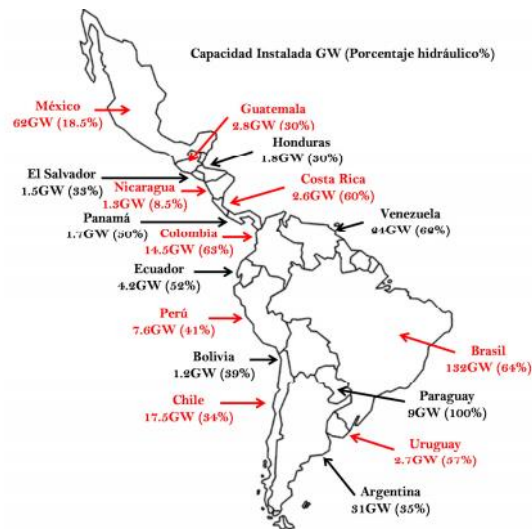 Capacidad Instalada GW (Porcentaje hidráulico%)
México
62GW (18.5%)
Guatemala
2.8GW (30%)
Honduras
1.8GW (30%)
El Salvador
1.5GW (33%)
Nicaragua
1.3GW (8.5%)
Costa Rica
2.6GW (60%)
Panamá
1.7GW (50%)
Venezuela
24GW (62%)
Colombia
14.5GW (63%)
Ecuador
4.2GW (52%)
Perú
7.6GW (41%)
Brasil
132GW (64%)
Bolivia
1.2GW (39%)
Paraguay
9GW (100%)
Chile
17.5GW (34%)
Uruguay
2.7GW (57%)
Argentina
31GW (35%)